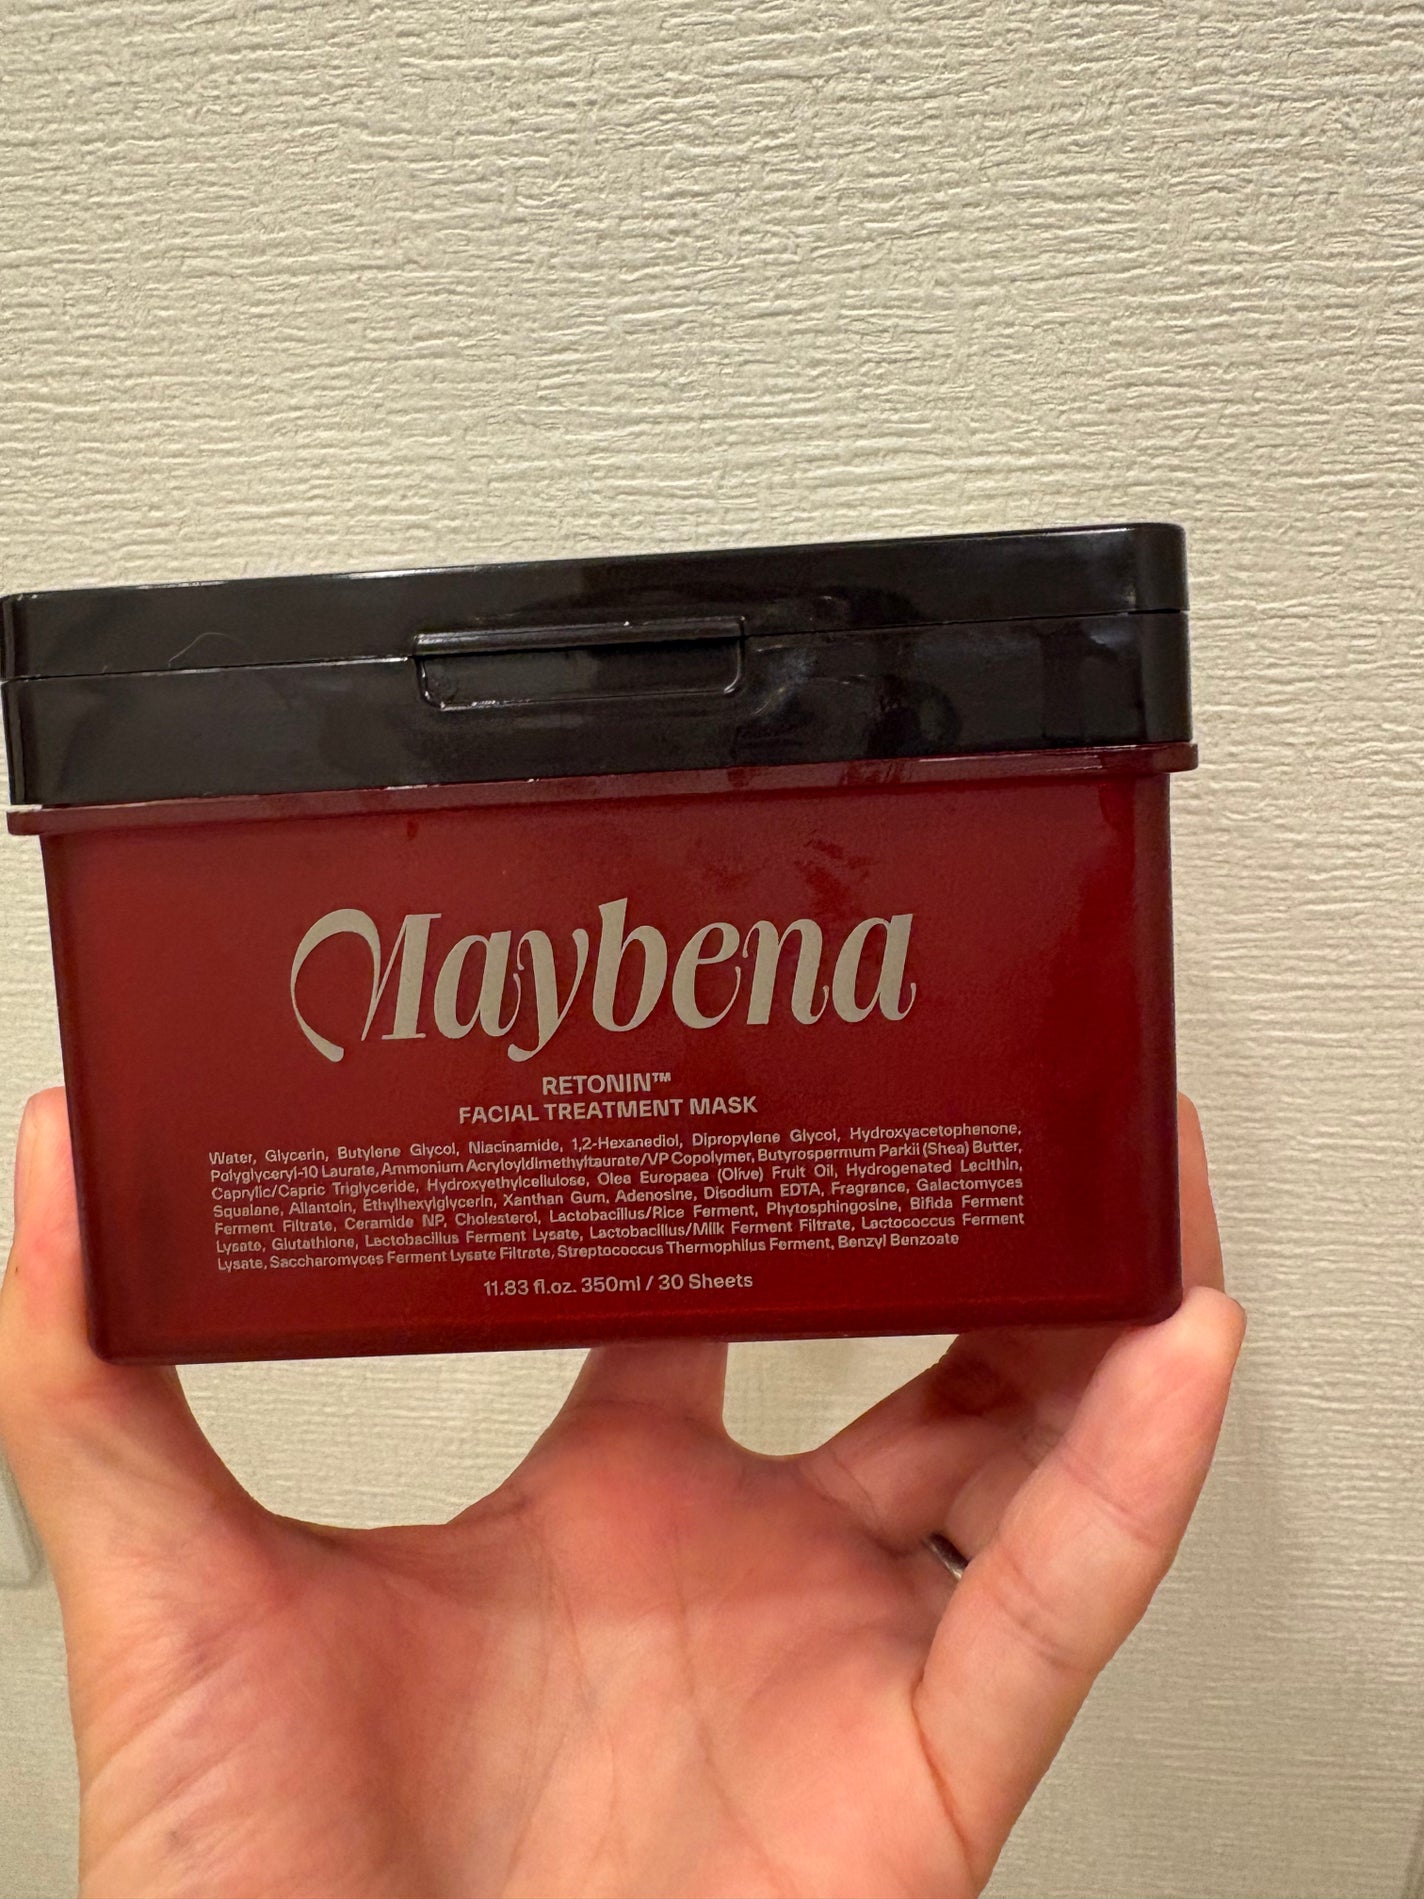 Maybena
RETONIN™
FACIAL TREATMENT MASK
Water, Glycerin, Butylene Glycol, Niacinamide, 1,2-Hexanediol, Dipropylene Glycol, Hydroxyacetophenone,
Polyglyceryl-10 Laurate, Ammonium Acryloyldimethyltaurate/VP Copolymer, Butyrospermum Parkii (Shea) Butter,
Caprylic/Capric Triglyceride, Hydroxyethylcellulose, Olea Europaea (Olive) Fruit Oil, Hydrogenated Lecithin,
Squalane, Allantoin, Ethylhexylglycerin, Xanthan Gum, Adenosine, Disodium EDTA, Fragrance, Galactomyces
Ferment Filtrate, Ceramide NP, Cholesterol, Lactobacillus/Rice Ferment, Phytosphingosine, Bifida Ferment
Lysate, Glutathione, Lactobacillus Ferment Lysate, Lactobacillus/Milk Ferment Filtrate, Lactococcus Ferment
Lysate, Saccharomyces Ferment Lysate Filtrate, Streptococcus Thermophilus Ferment, Benzyl Benzoate
11.83 fl.oz. 350ml / 30 Sheets